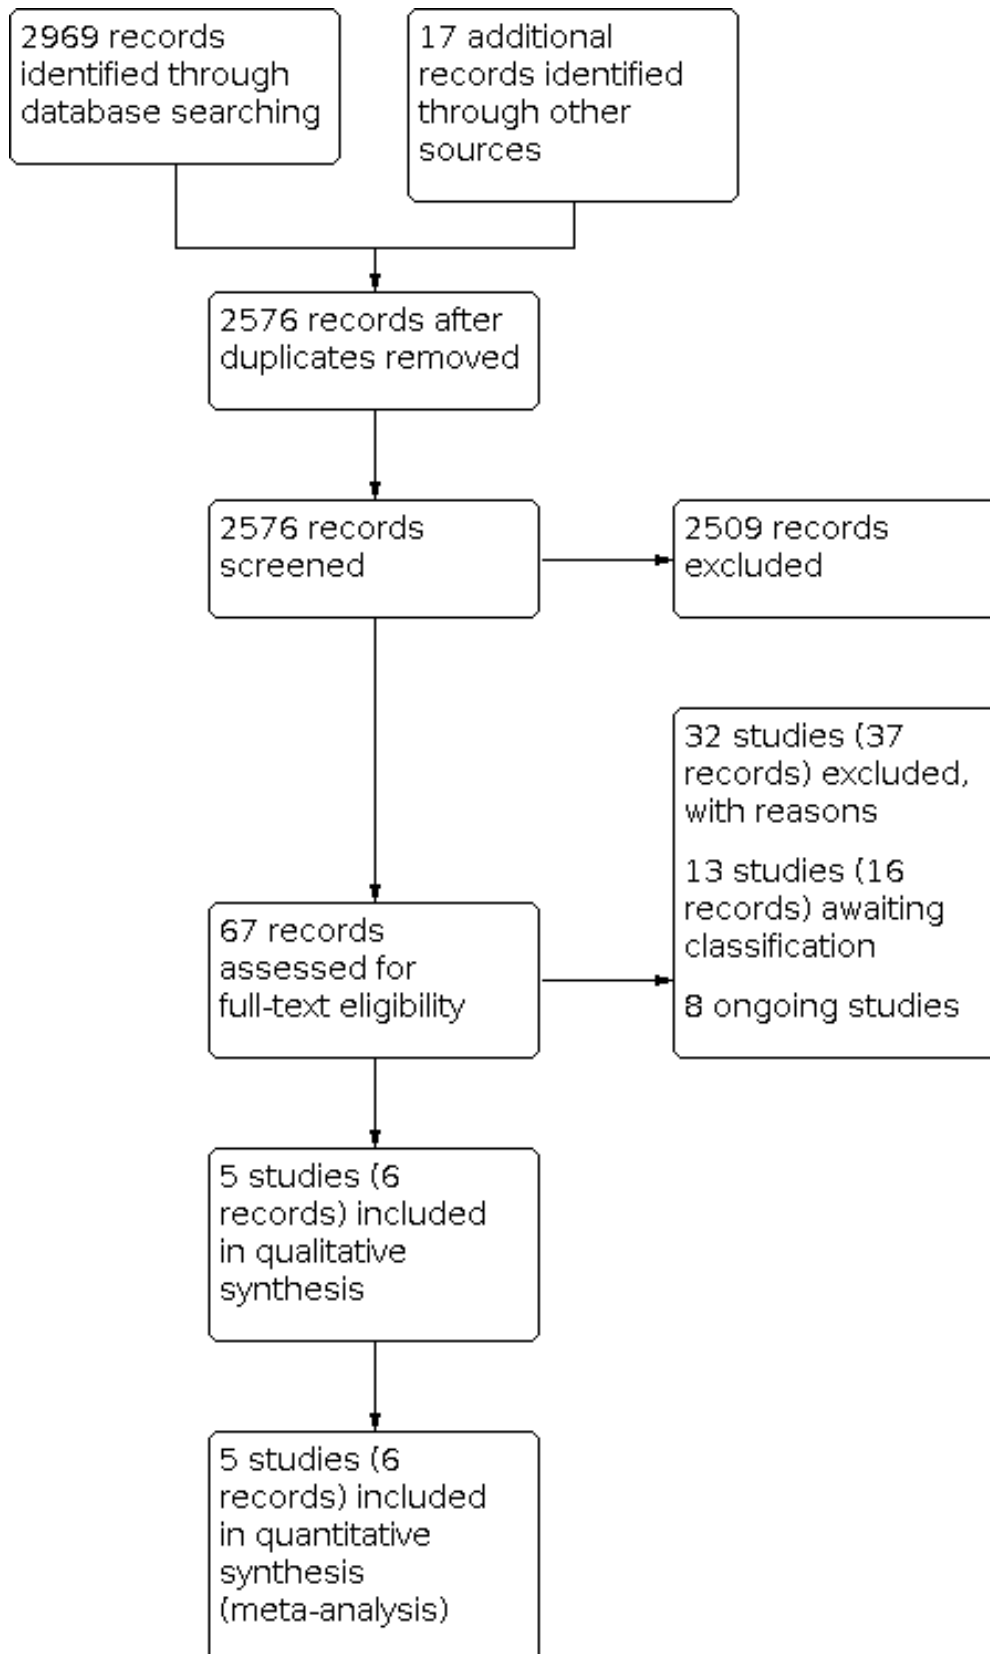 2969 records
identified through
database searching
17 additional
records identified
through other
sources
2576 records after
duplicates removed
2576 records
screened
2509 records
excluded
32 studies (37
records) excluded,
with reasons
13 studies (16
records) awaiting
classification
8 ongoing studies
67 records
assessed for
full-text eligibility
5 studies (6
records) included
in qualitative
synthesis
5 studies (6
records) included
in quantitative
synthesis
(meta-analysis)